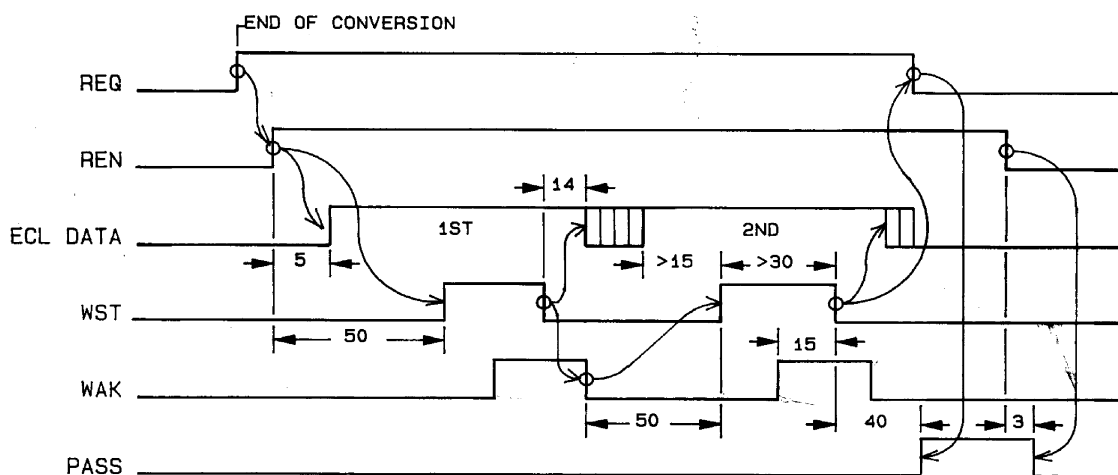 END OF CONVERSION
REQ
REN
14
ECL DATA
1ST
2ND
5
>15
>30
WST
50
15
WAK
50
40
3
PASS